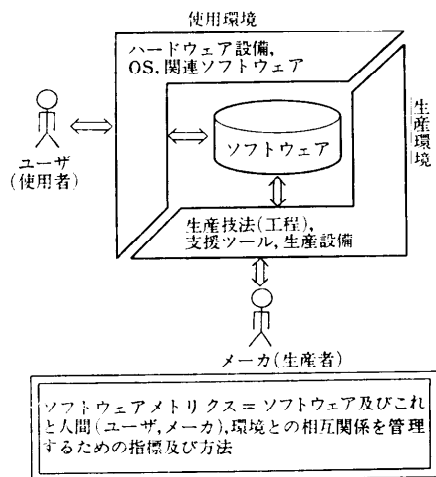 使用環境
ハードウェア設備,
OS, 関連ソフトウェア
ユーザ
(使用者)
ソフトウェア
生産環境
生産技法(工程),
支援ツール, 生産設備
メーカ(生産者)
ソフトウェアメトリクス＝ソフトウェア及びこれ
と人間(ユーザ,メーカ),環境との相互関係を管理
するための指標及び方法